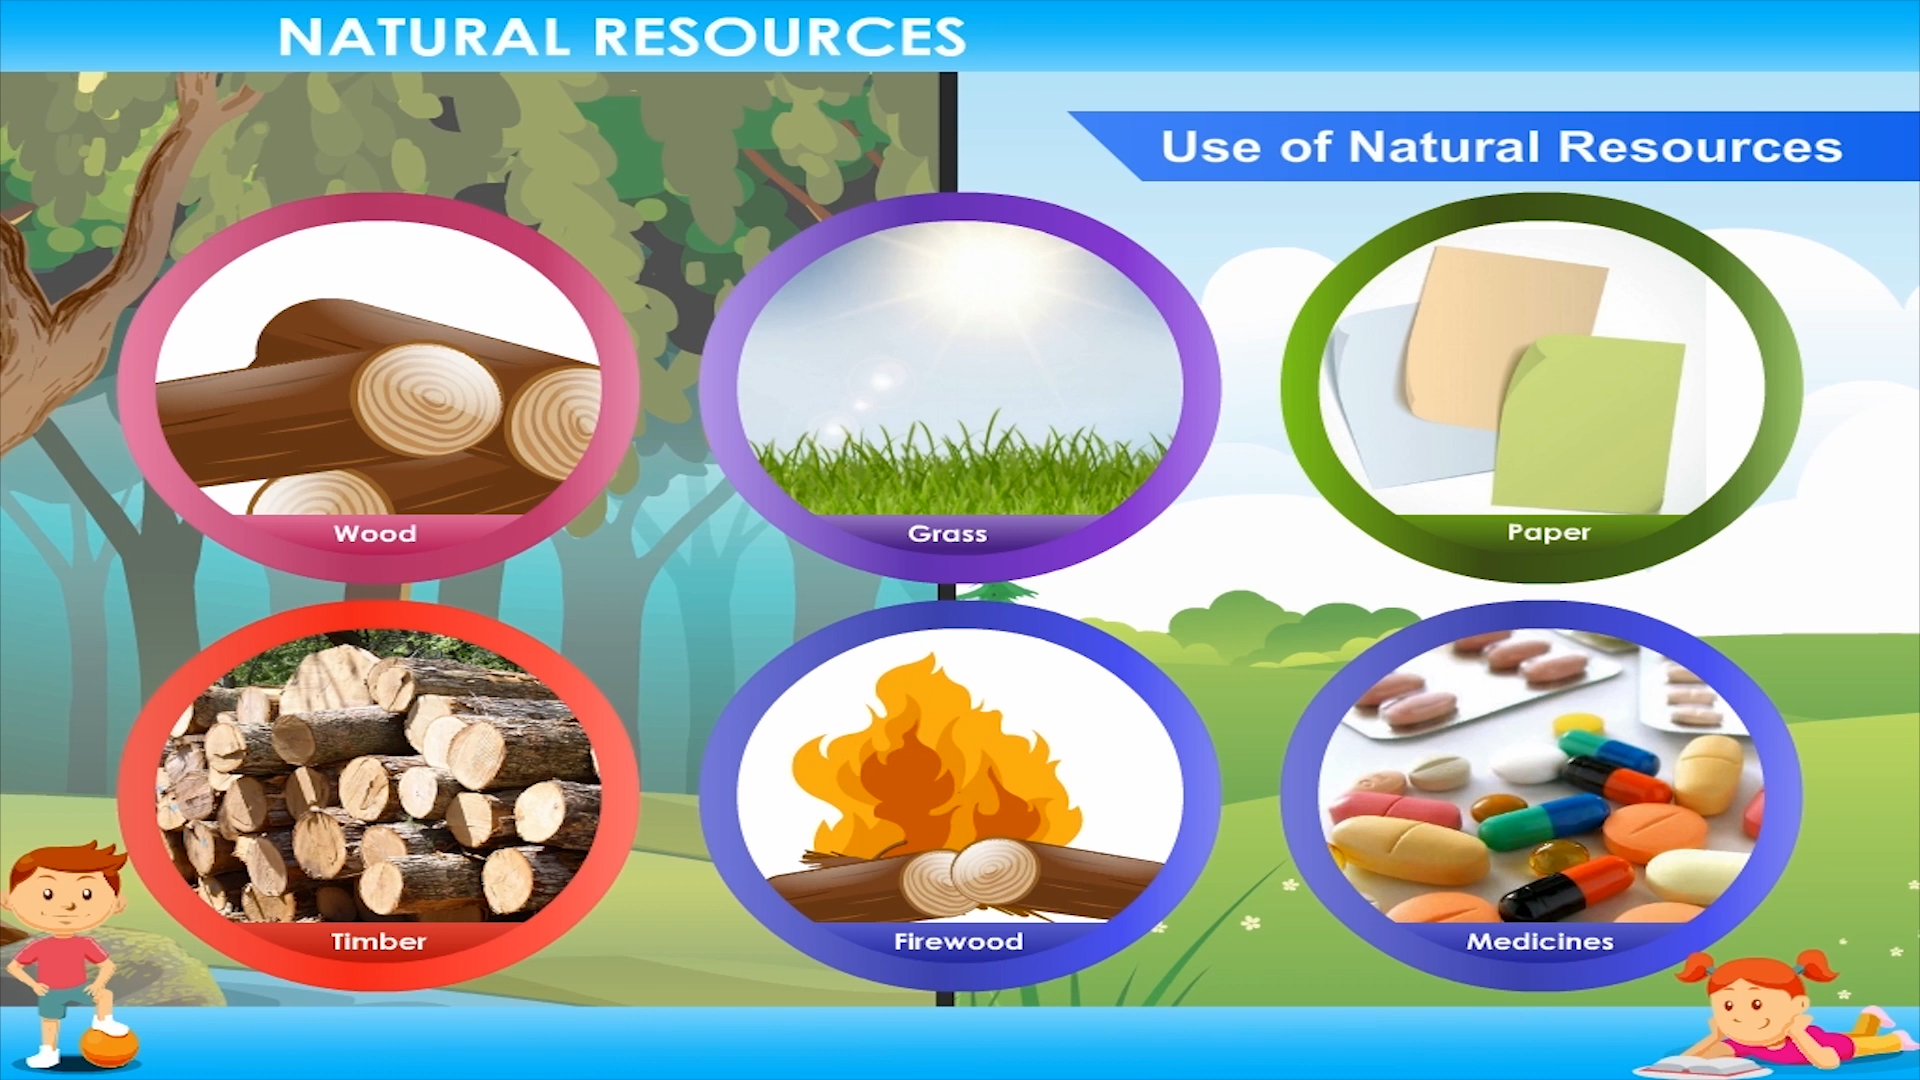 NATURAL RESOURCES
Use of Natural Resources
Wood
Grass
Paper
Timber
Firewood
Medicines